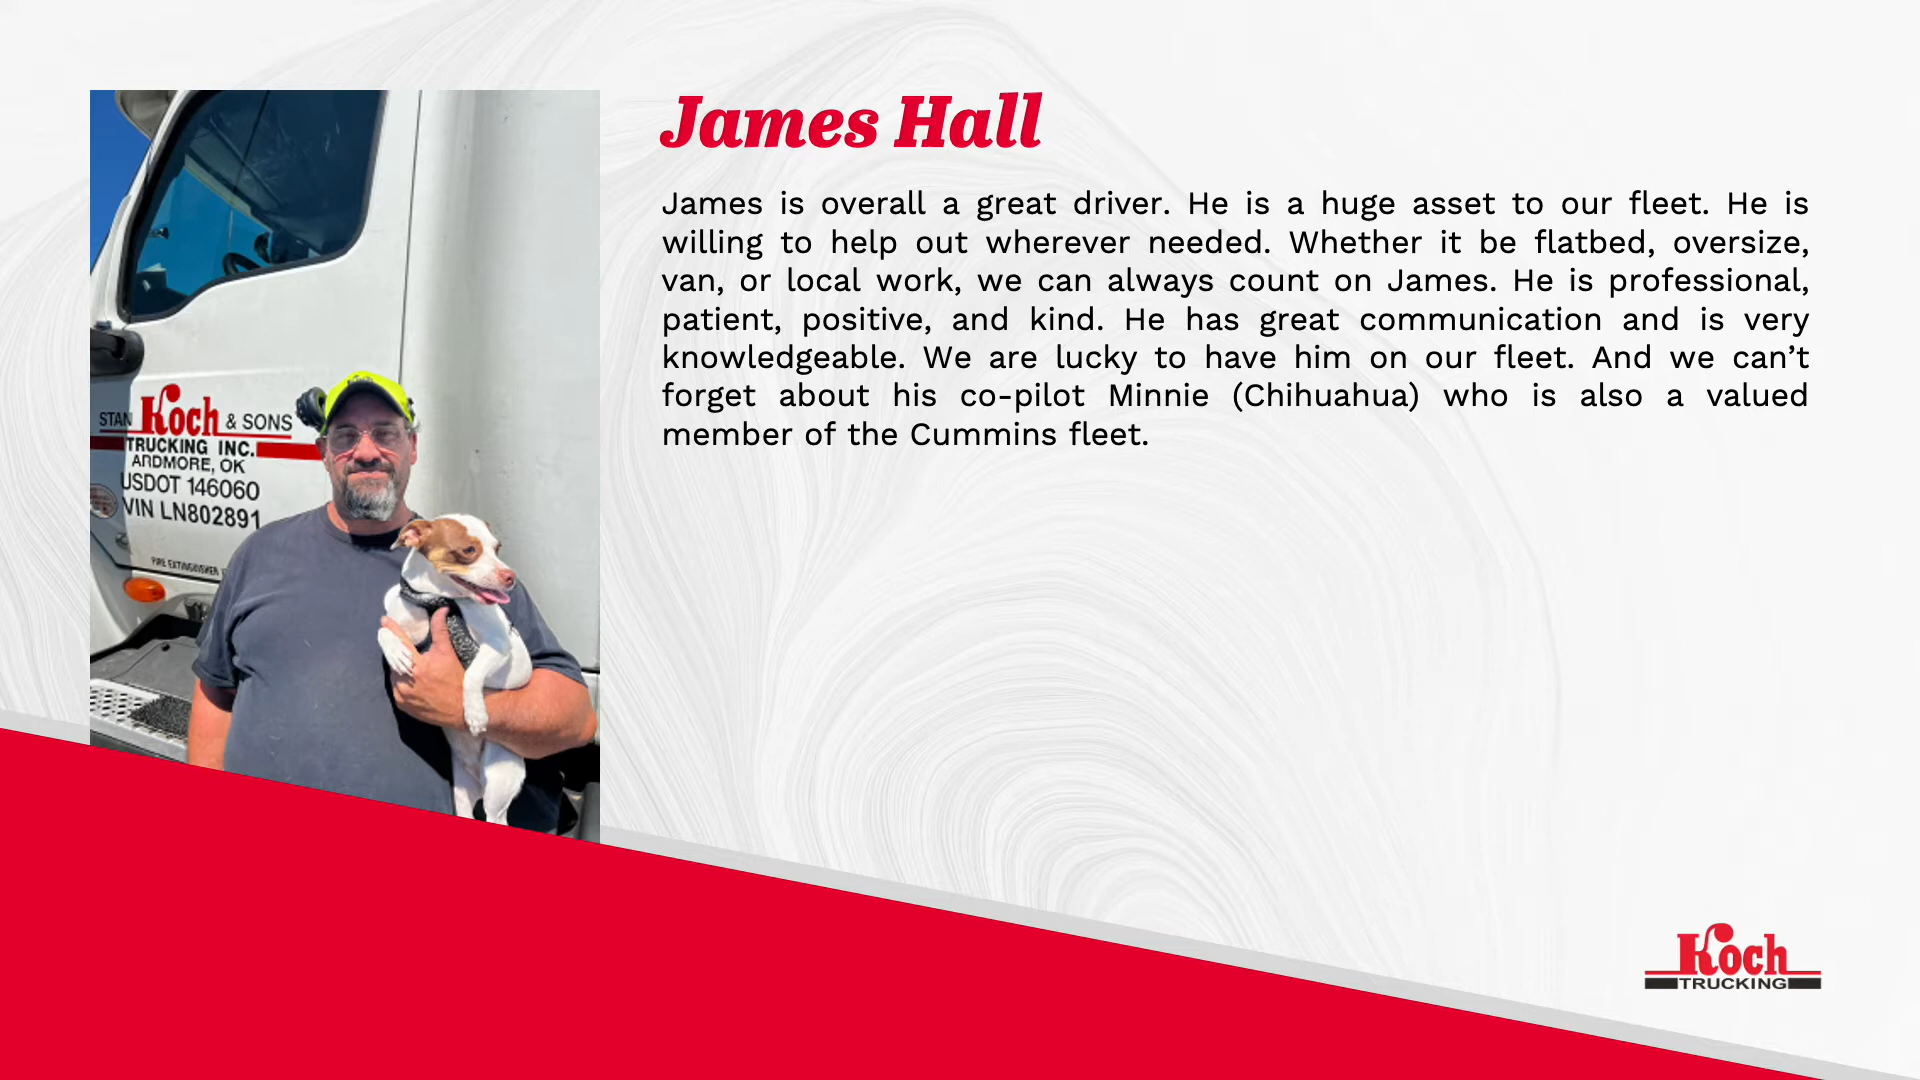 James Hall
James is overall a great driver. He is a huge asset to our fleet. He is
willing to help out wherever needed. Whether it be flatbed, oversize,
van, or local work, we can always count on James. He is professional,
patient, positive, and kind. He has great communication and is very
knowledgeable. We are lucky to have him on our fleet. And we can’t
forget about his co-pilot Minnie (Chihuahua) who is also a valued
member of the Cummins fleet.
STAN Koch & SONS
TRUCKING INC.
ARDMORE, OK
USDOT 146060
VIN LN802891
FIRE EXTINGUISHER
Koch
TRUCKING